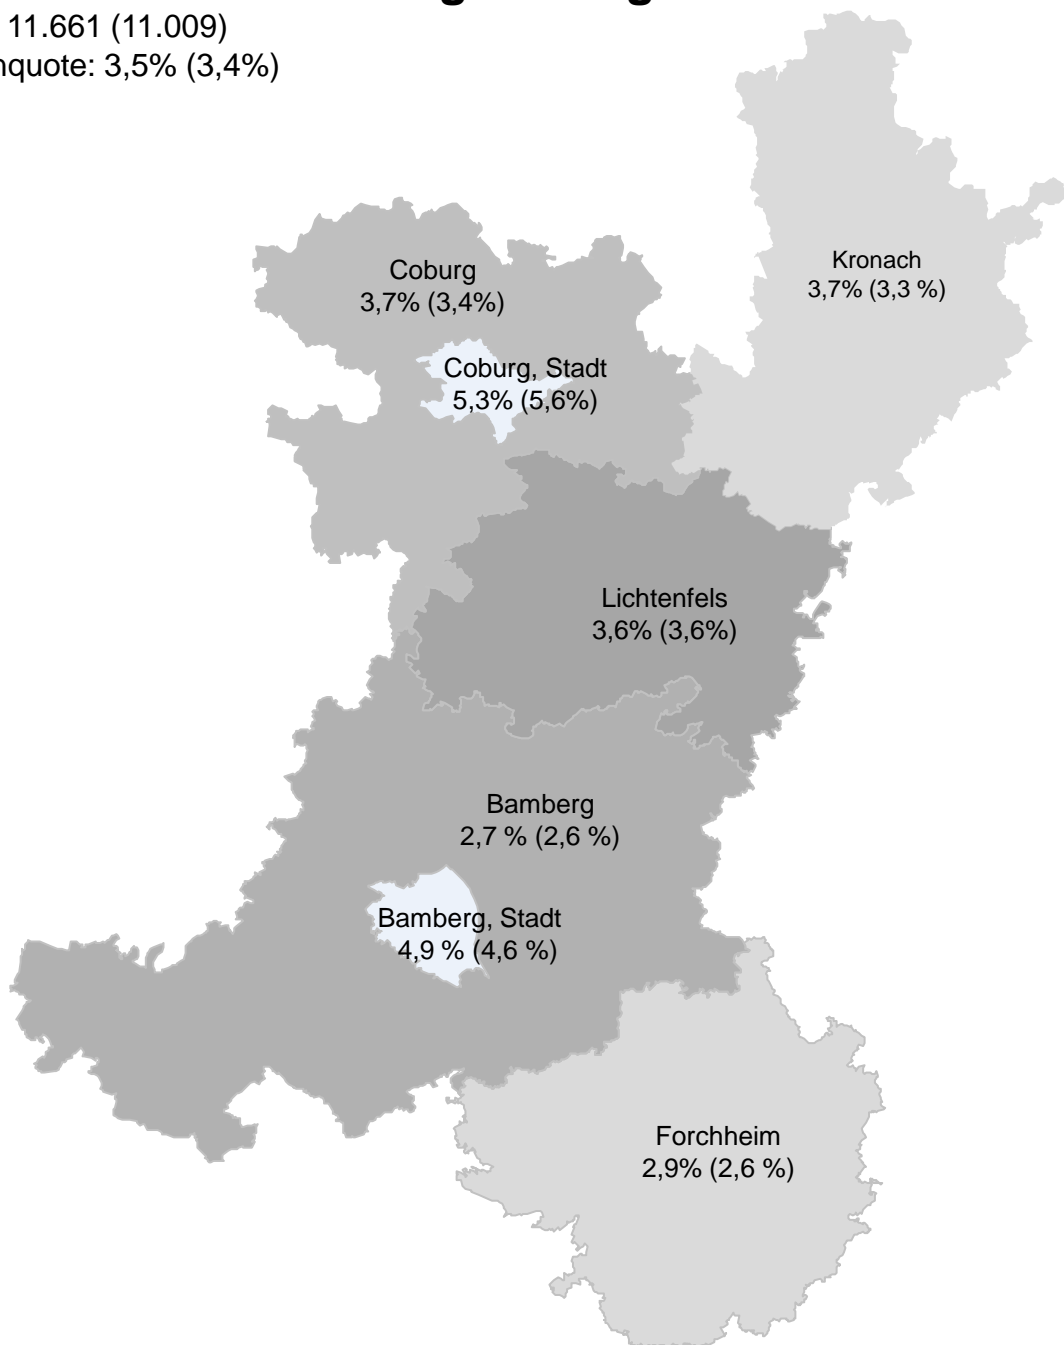 11.661 (11.009)
quote: 3,5% (3,4%)
Kronach
3,7% (3,3 %)
Coburg
3,7% (3,4%)
Coburg, Stadt
5,3% (5,6%)
Lichtenfels
3,6% (3,6%)
Bamberg
2,7 % (2,6 %)
Bamberg, Stadt
4,9 % (4,6 %)
Forchheim
2,9% (2,6 %)